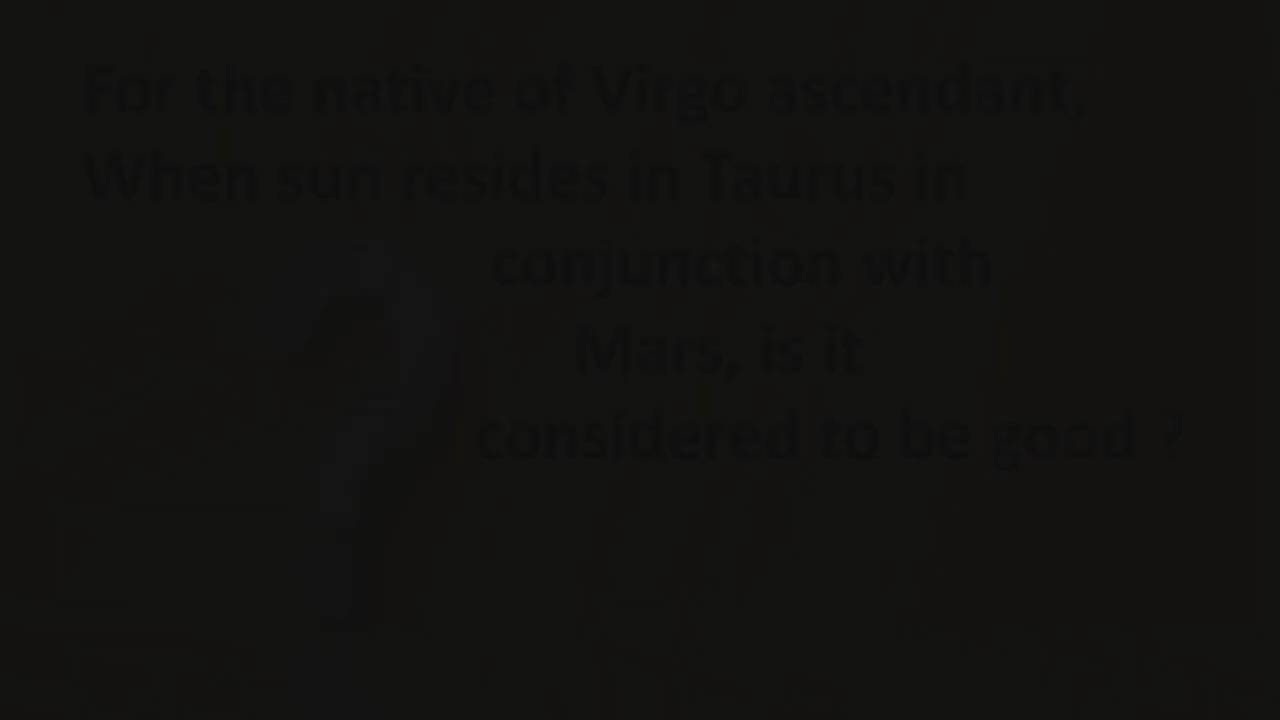 For the native of Virgo ascendant,
When sun resides in Taurus in
conjunction with
Mars, is it
considered to be good ?